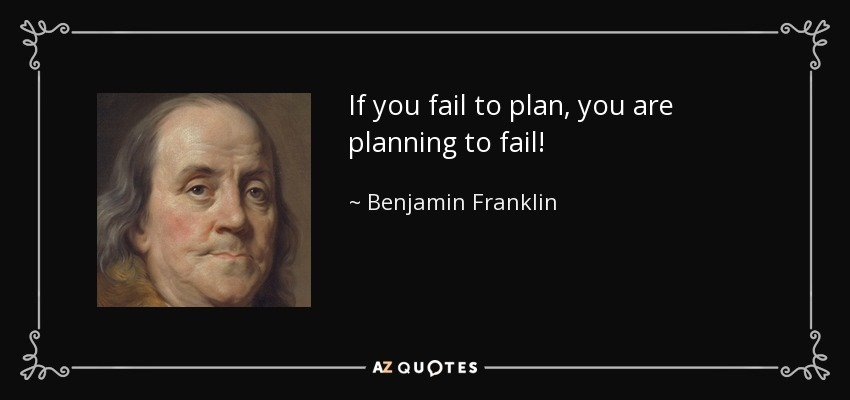 If you fail to plan, you are
planning to fail!
~ Benjamin Franklin
AZ QUOTES